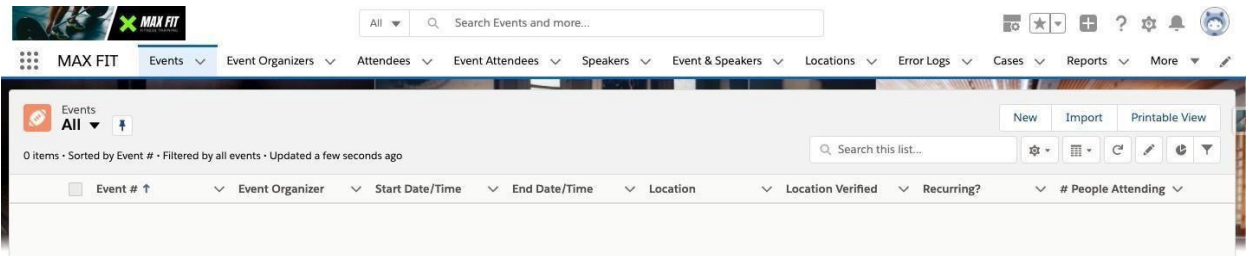 MAX FIT
FITNESS TRAINING
All Search Events and more...
MAX FIT Events Event Organizers Attendees Event Attendees Speakers Event & Speakers Locations Error Logs Cases Reports More
Events
All
New Import Printable View
0 items • Sorted by Event # • Filtered by all events • Updated a few seconds ago
Search this list...
Event # ↑ Event Organizer Start Date/Time End Date/Time Location Location Verified Recurring? # People Attending